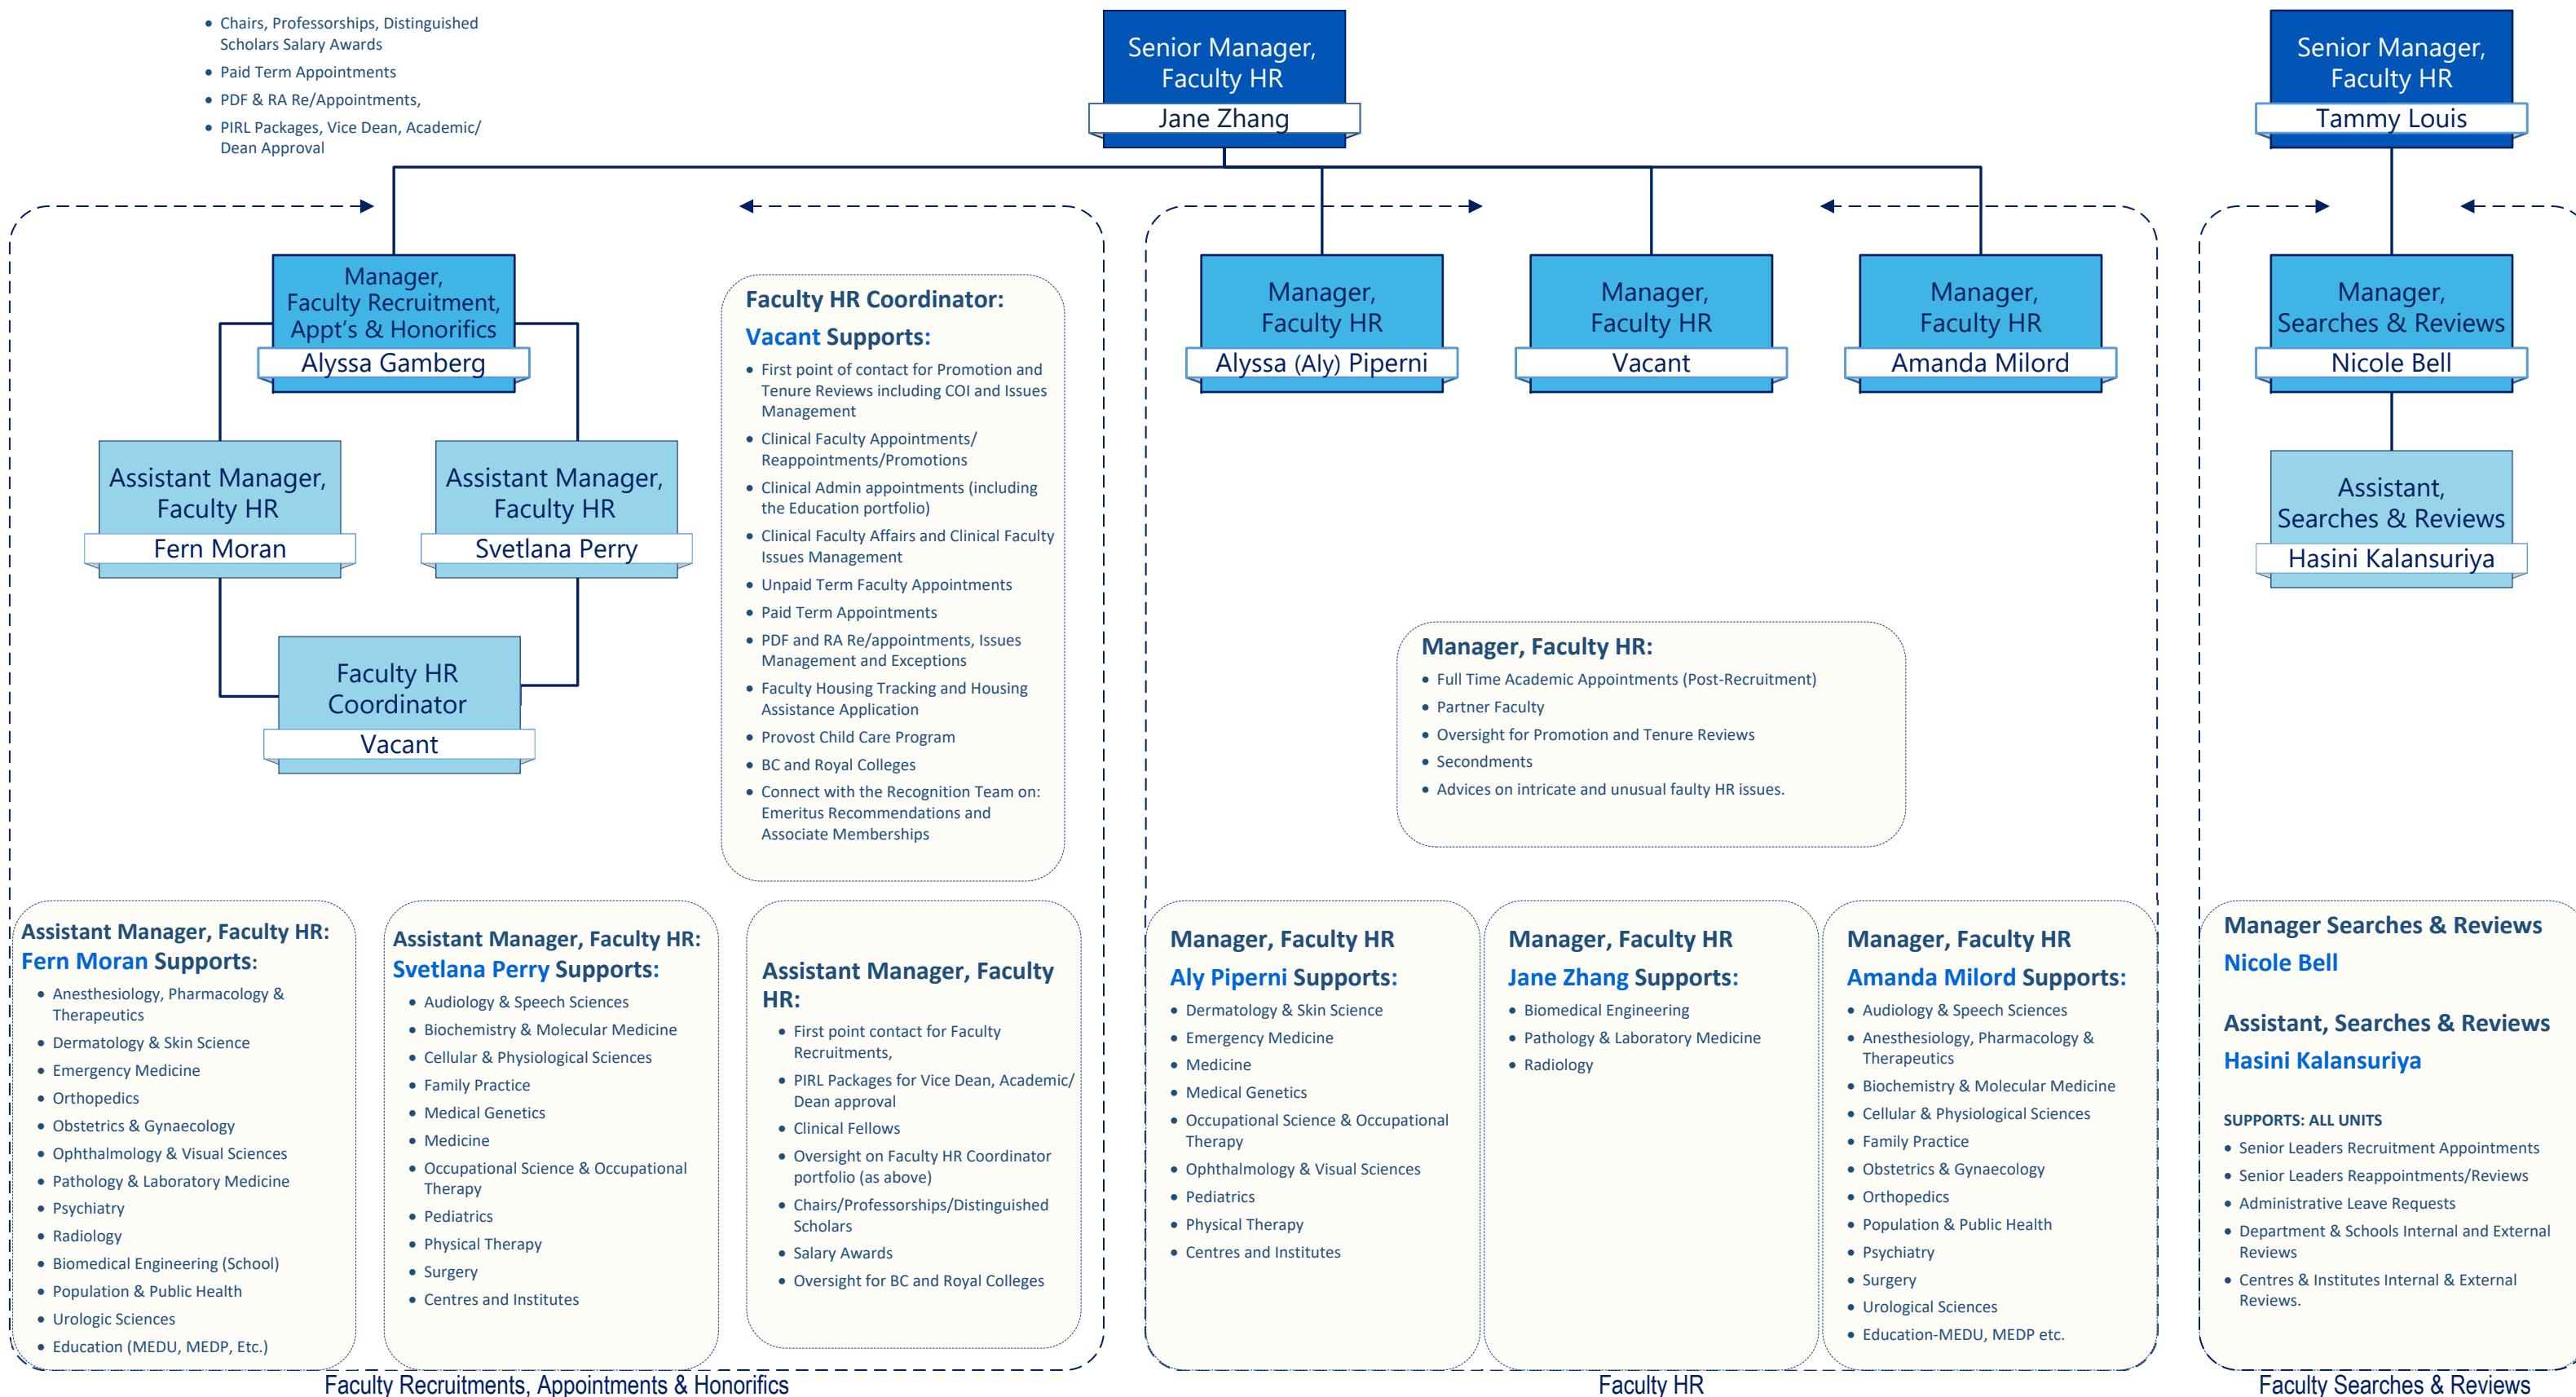 • Chairs, Professorships, Distinguished
Scholars Salary Awards
• Paid Term Appointments
• PDF & RA Re/Appointments,
• PIRL Packages, Vice Dean, Academic/
Dean Approval
Senior Manager,
Faculty HR
Jane Zhang
Senior Manager,
Faculty HR
Tammy Louis
Manager,
Faculty Recruitment,
Appt's & Honorifics
Alyssa Gamberg
Assistant Manager,
Faculty HR
Fern Moran
Assistant Manager,
Faculty HR
Svetlana Perry
Faculty HR
Coordinator
Vacant
Faculty HR Coordinator:
Vacant Supports:
• First point of contact for Promotion and
Tenure Reviews including COI and Issues
Management
• Clinical Faculty Appointments/
Reappointments/Promotions
• Clinical Admin appointments (including
the Education portfolio)
• Clinical Faculty Affairs and Clinical Faculty
Issues Management
• Unpaid Term Faculty Appointments
• Paid Term Appointments
• PDF and RA Re/appointments, Issues
Management and Exceptions
• Faculty Housing Tracking and Housing
Assistance Application
• Provost Child Care Program
• BC and Royal Colleges
• Connect with the Recognition Team on:
Emeritus Recommendations and
Associate Memberships
Manager,
Faculty HR
Alyssa (Aly) Piperni
Manager,
Faculty HR
Vacant
Manager,
Faculty HR
Amanda Milord
Manager,
Searches & Reviews
Nicole Bell
Assistant,
Searches & Reviews
Hasini Kalansuriya
Manager, Faculty HR:
• Full Time Academic Appointments (Post-Recruitment)
• Partner Faculty
• Oversight for Promotion and Tenure Reviews
• Secondments
• Advices on intricate and unusual faulty HR issues.
Assistant Manager, Faculty HR:
Fern Moran Supports:
• Anesthesiology, Pharmacology &
Therapeutics
• Dermatology & Skin Science
• Emergency Medicine
• Orthopedics
• Obstetrics & Gynaecology
• Ophthalmology & Visual Sciences
• Pathology & Laboratory Medicine
• Psychiatry
• Radiology
• Biomedical Engineering (School)
• Population & Public Health
• Urologic Sciences
• Education (MEDU, MEDP, Etc.)
Assistant Manager, Faculty HR:
Svetlana Perry Supports:
• Audiology & Speech Sciences
• Biochemistry & Molecular Medicine
• Cellular & Physiological Sciences
• Family Practice
• Medical Genetics
• Medicine
• Occupational Science & Occupational
Therapy
• Pediatrics
• Physical Therapy
• Surgery
• Centres and Institutes
Assistant Manager, Faculty
HR:
• First point contact for Faculty
Recruitments,
• PIRL Packages for Vice Dean, Academic/
Dean approval
• Clinical Fellows
• Oversight on Faculty HR Coordinator
portfolio (as above)
• Chairs/Professorships/Distinguished
Scholars
• Salary Awards
• Oversight for BC and Royal Colleges
Manager, Faculty HR
Aly Piperni Supports:
• Dermatology & Skin Science
• Emergency Medicine
• Medicine
• Medical Genetics
• Occupational Science & Occupational
Therapy
• Ophthalmology & Visual Sciences
• Pediatrics
• Physical Therapy
• Centres and Institutes
Manager, Faculty HR
Jane Zhang Supports:
• Biomedical Engineering
• Pathology & Laboratory Medicine
• Radiology
Manager, Faculty HR
Amanda Milord Supports:
• Audiology & Speech Sciences
• Anesthesiology, Pharmacology &
Therapeutics
• Biochemistry & Molecular Medicine
• Cellular & Physiological Sciences
• Family Practice
• Obstetrics & Gynaecology
• Orthopedics
• Population & Public Health
• Psychiatry
• Surgery
• Urological Sciences
• Education-MEDU, MEDP etc.
Manager Searches & Reviews
Nicole Bell
Assistant, Searches & Reviews
Hasini Kalansuriya
SUPPORTS: ALL UNITS
• Senior Leaders Recruitment Appointments
• Senior Leaders Reappointments/Reviews
• Administrative Leave Requests
• Department & Schools Internal and External
Reviews
• Centres & Institutes Internal & External
Reviews.
Faculty Recruitments, Appointments & Honorifics
Faculty HR
Faculty Searches & Reviews